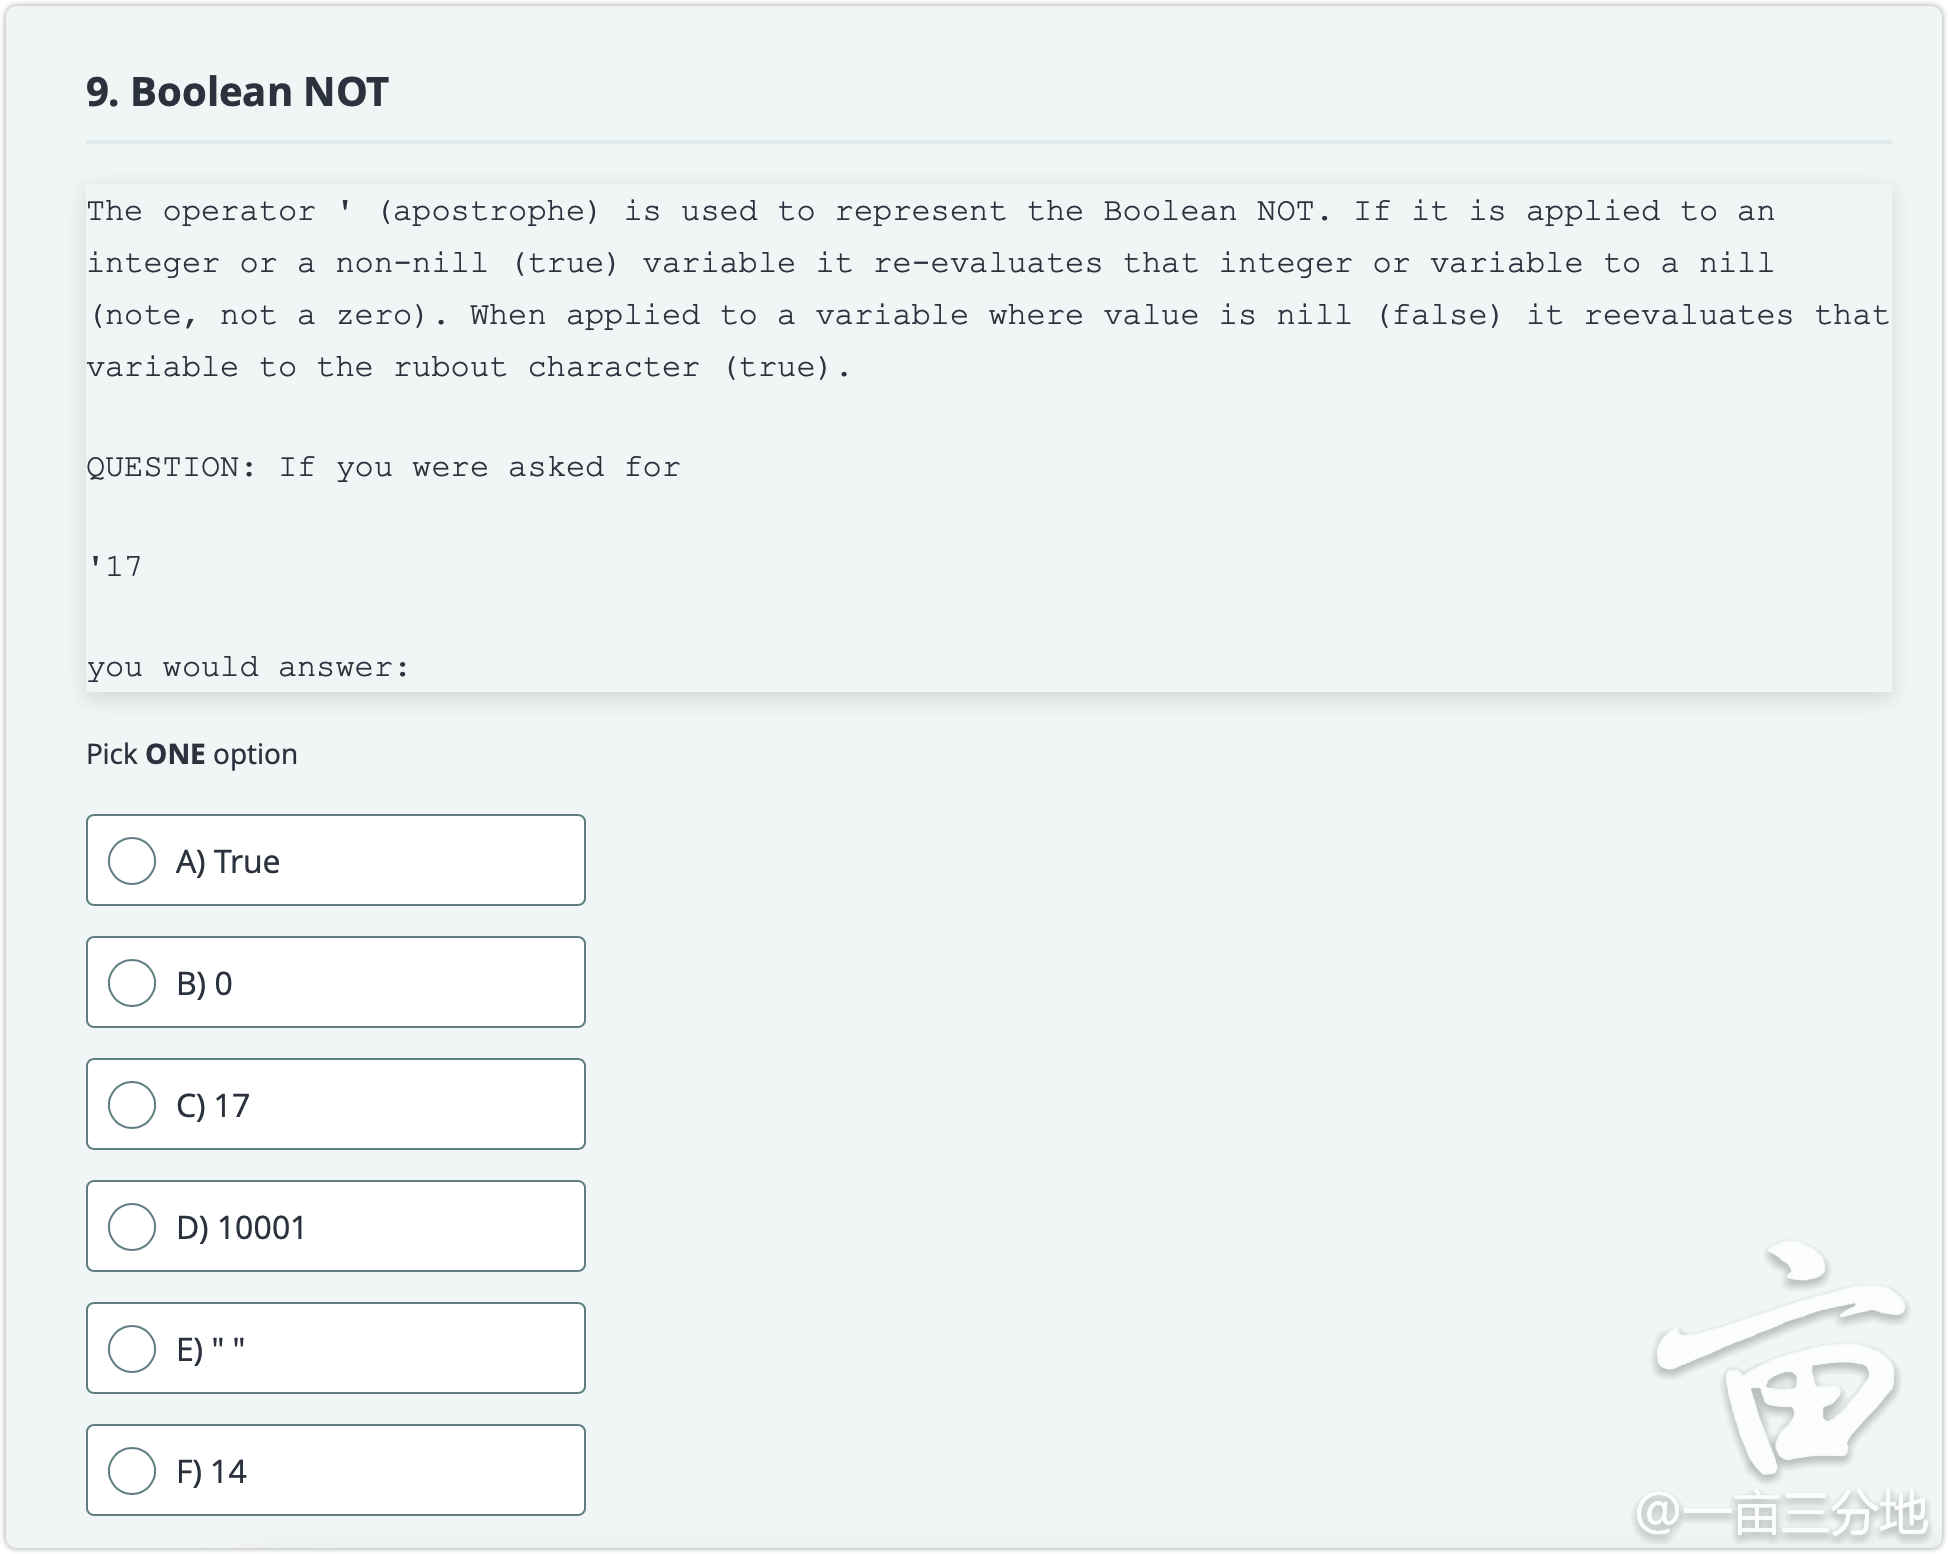 9. Boolean NOT
The operator ' (apostrophe) is used to represent the Boolean NOT. If it is applied to an
integer or a non-nill (true) variable it re-evaluates that integer or variable to a nill
(note, not a zero). When applied to a variable where value is nill (false) it reevaluates that
variable to the rubout character (true).
QUESTION: If you were asked for
'17
you would answer:
Pick ONE option
A) True
B) 0
C) 17
D) 10001
E) " "
F) 14
亩
@一亩三分地